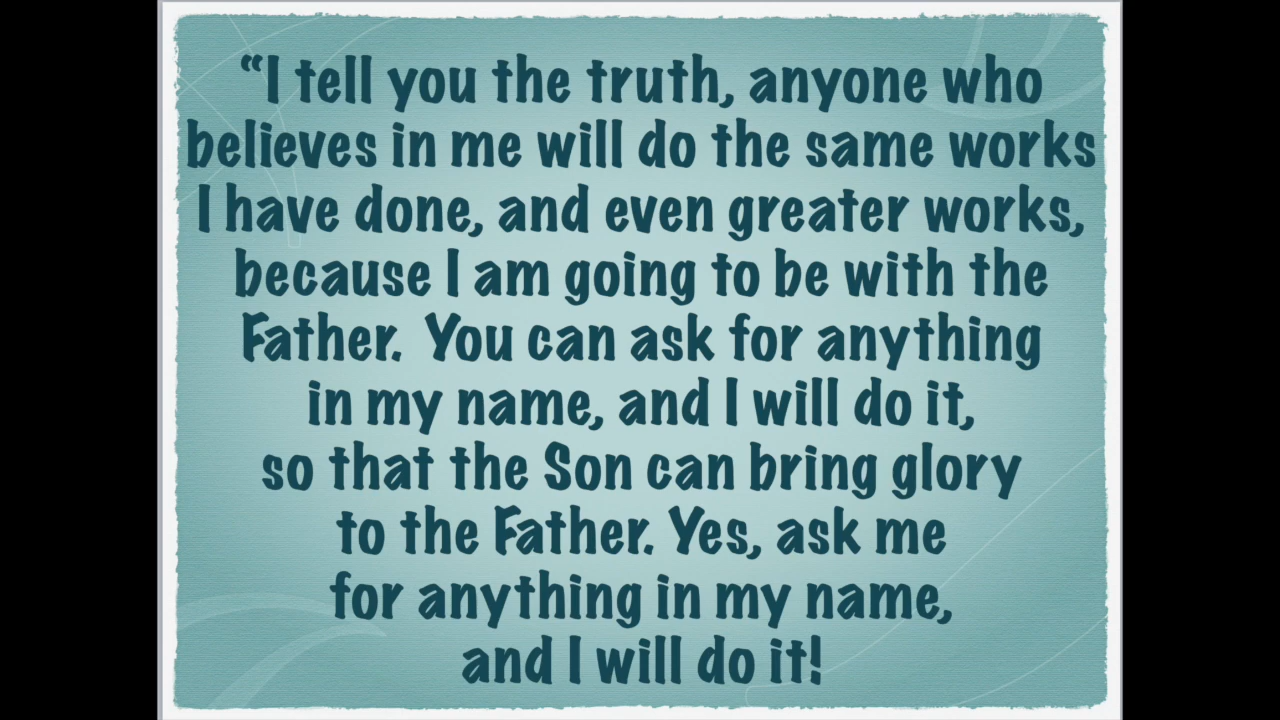 “I tell you the truth, anyone who
believes in me will do the same works
I have done, and even greater works,
because I am going to be with the
Father.  You can ask for anything
in my name, and I will do it,
so that the Son can bring glory
to the Father. Yes, ask me
for anything in my name,
and I will do it!